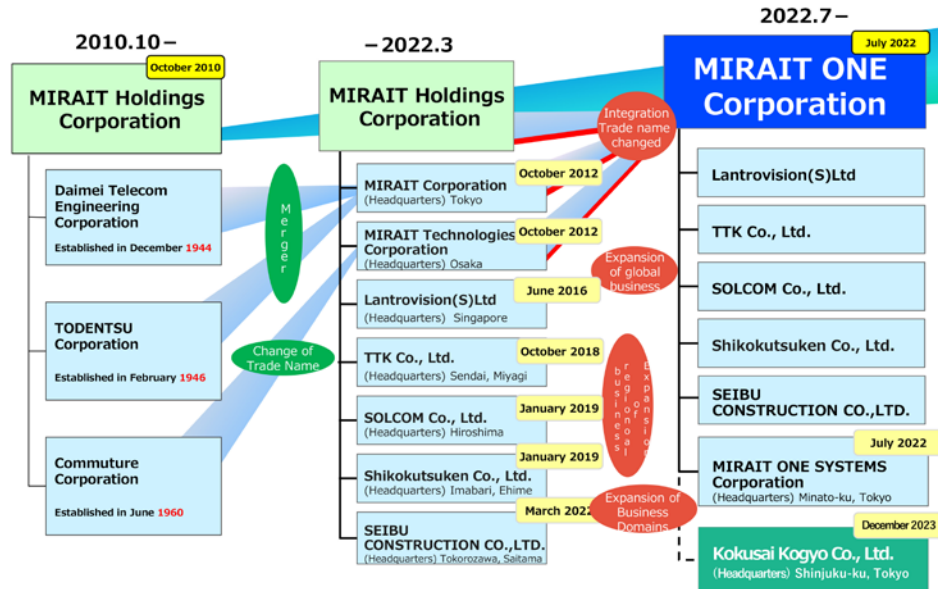 2010.10－
October 2010
MIRAIT Holdings
Corporation
Daimei Telecom
Engineering
Corporation
Established in December 1944
TODENTSU
Corporation
Established in February 1946
Commuture
Corporation
Established in June 1960
Merger
Change of
Trade Name
－2022.3
MIRAIT Holdings
Corporation
October 2012
MIRAIT Corporation
(Headquarters) Tokyo
October 2012
MIRAIT Technologies
Corporation
(Headquarters) Osaka
June 2016
Lantrovision(S)Ltd
(Headquarters) Singapore
October 2018
TTK Co., Ltd.
(Headquarters) Sendai, Miyagi
January 2019
SOLCOM Co., Ltd.
(Headquarters) Hiroshima
January 2019
Shikokutsuken Co., Ltd.
(Headquarters) Imabari, Ehime
March 2022
SEIBU
CONSTRUCTION CO.,LTD.
(Headquarters) Tokorozawa, Saitama
Integration
Trade name
changed
Expansion
of global
business
Expansion
of
regionoal
business
Expansion of
Business
Domains
2022.7－
July 2022
MIRAIT ONE
Corporation
Lantrovision(S)Ltd
TTK Co., Ltd.
SOLCOM Co., Ltd.
Shikokutsuken Co., Ltd.
SEIBU
CONSTRUCTION CO.,LTD.
July 2022
MIRAIT ONE SYSTEMS
Corporation
(Headquarters) Minato-ku, Tokyo
December 2023
Kokusai Kogyo Co., Ltd.
(Headquarters) Shinjuku-ku, Tokyo